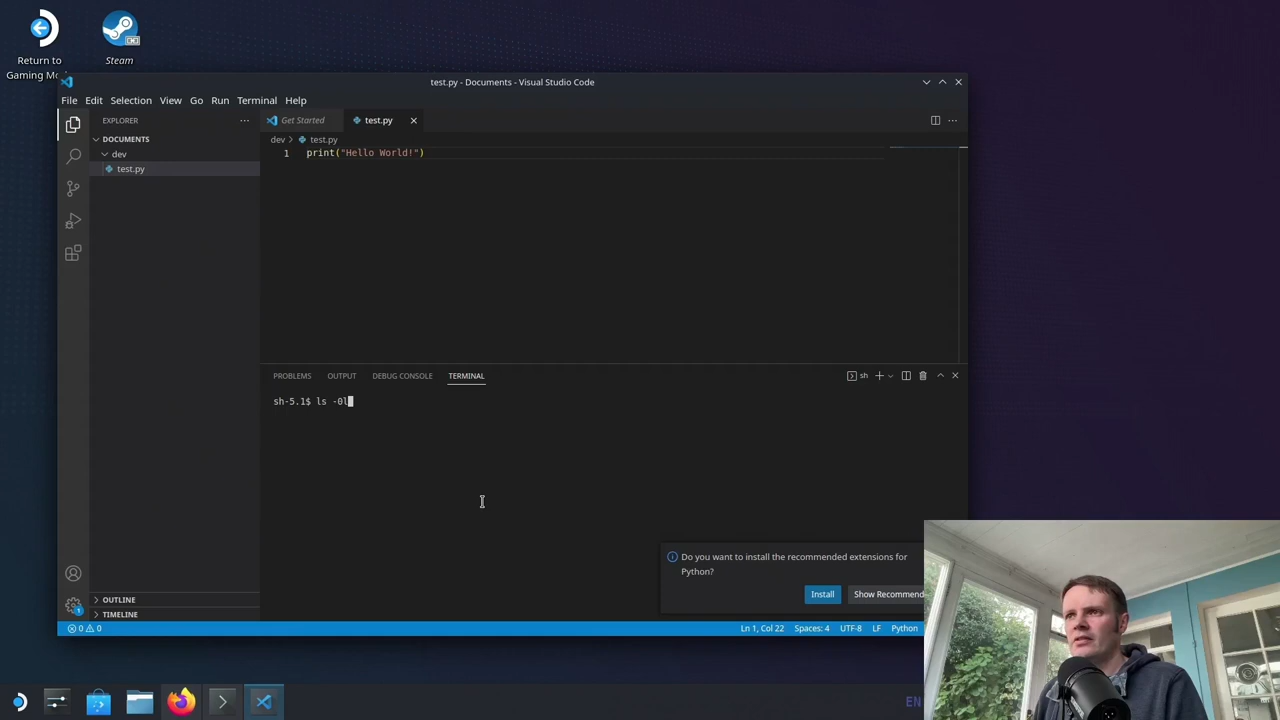 Return to
Gaming Mo
Steam
test.py - Documents - Visual Studio Code
File Edit Selection View Go Run Terminal Help
EXPLORER
Get Started
test.py
DOCUMENTS
dev
test.py
dev > test.py
1 print("Hello World!")
PROBLEMS OUTPUT DEBUG CONSOLE TERMINAL
sh
sh-5.1$ ls -0l
Do you want to install the recommended extensions for
Python?
Install
Show Recommend
OUTLINE
TIMELINE
1
0 0
Ln 1, Col 22 Spaces: 4 UTF-8 LF Python
EN